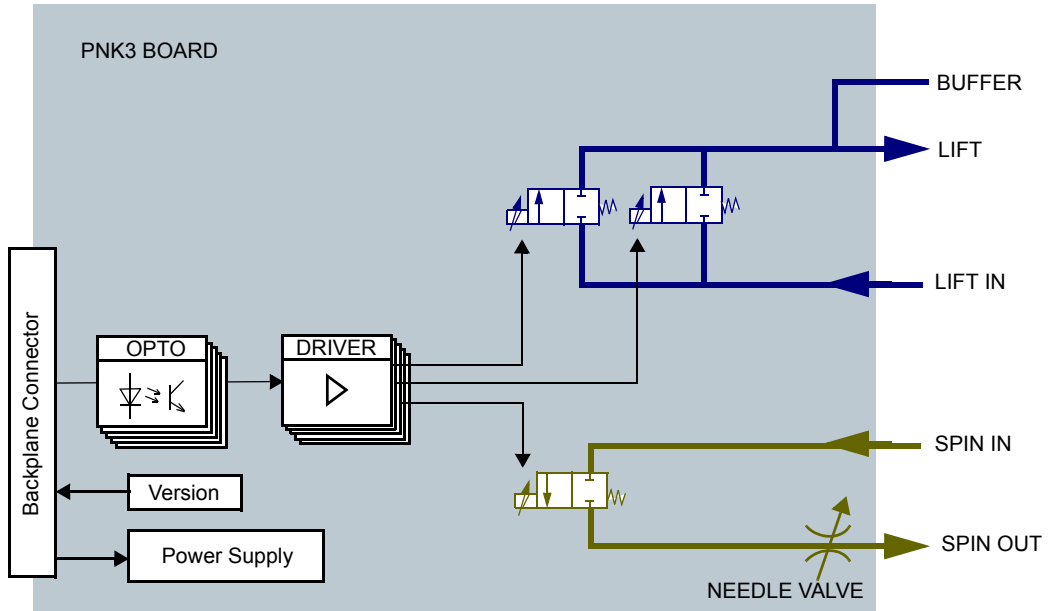 PNK3 BOARD
BUFFER
LIFT
LIFT IN
Backplane Connector
OPTO
DRIVER
SPIN IN
Version
Power Supply
SPIN OUT
NEEDLE VALVE